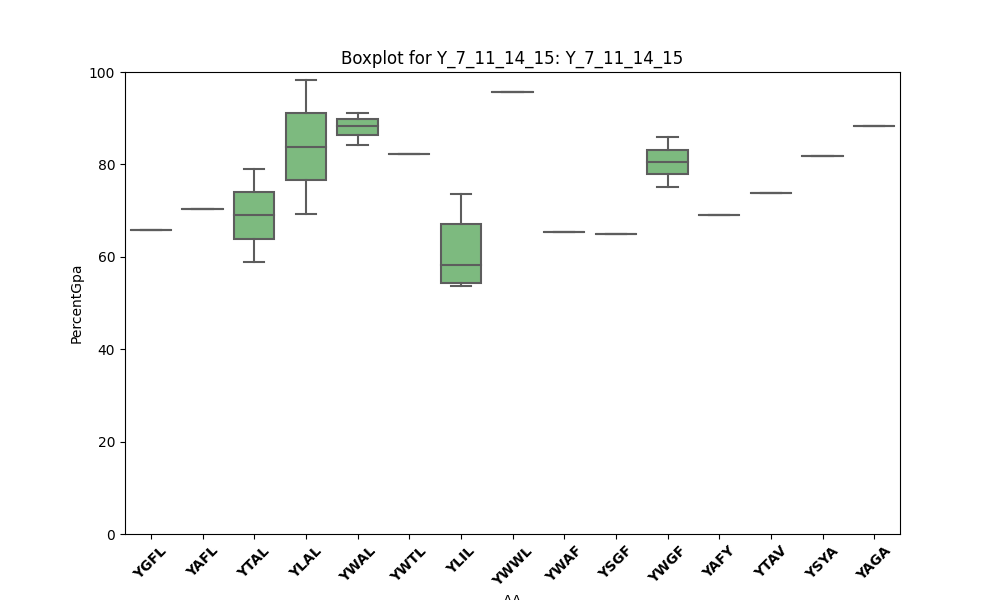 Boxplot for Y_7_11_14_15: Y_7_11_14_15
PercentGpa
100
80
60
40
20
0
YGFL
YAFL
YTAL
YLAL
YWAL
YWTL
YLIL
YWWL
YWAF
YSGF
YWGF
YAFY
YTAV
YSYA
YAGA
AA